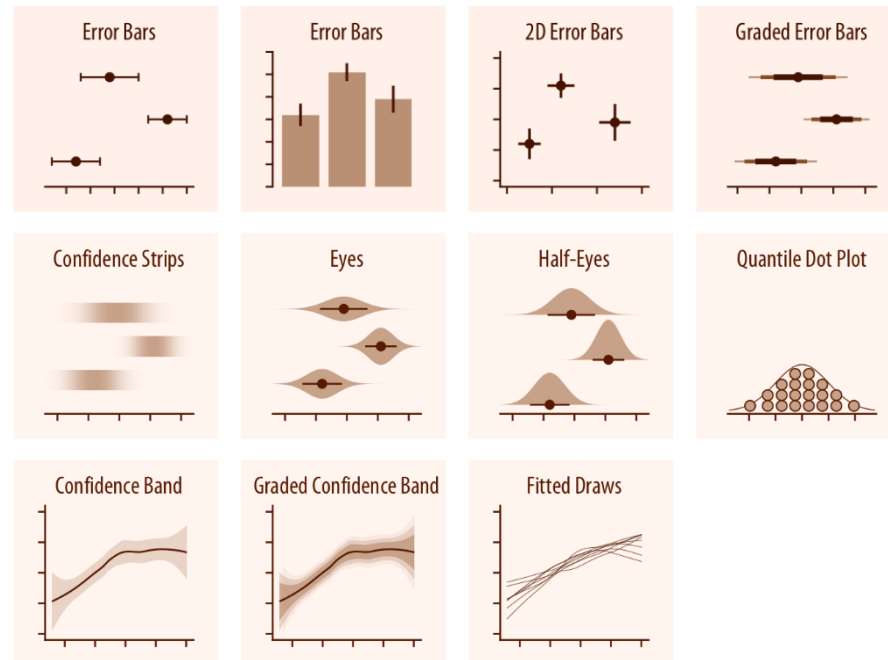 Error Bars
Error Bars
2D Error Bars
Graded Error Bars
Confidence Strips
Eyes
Half-Eyes
Quantile Dot Plot
Confidence Band
Graded Confidence Band
Fitted Draws